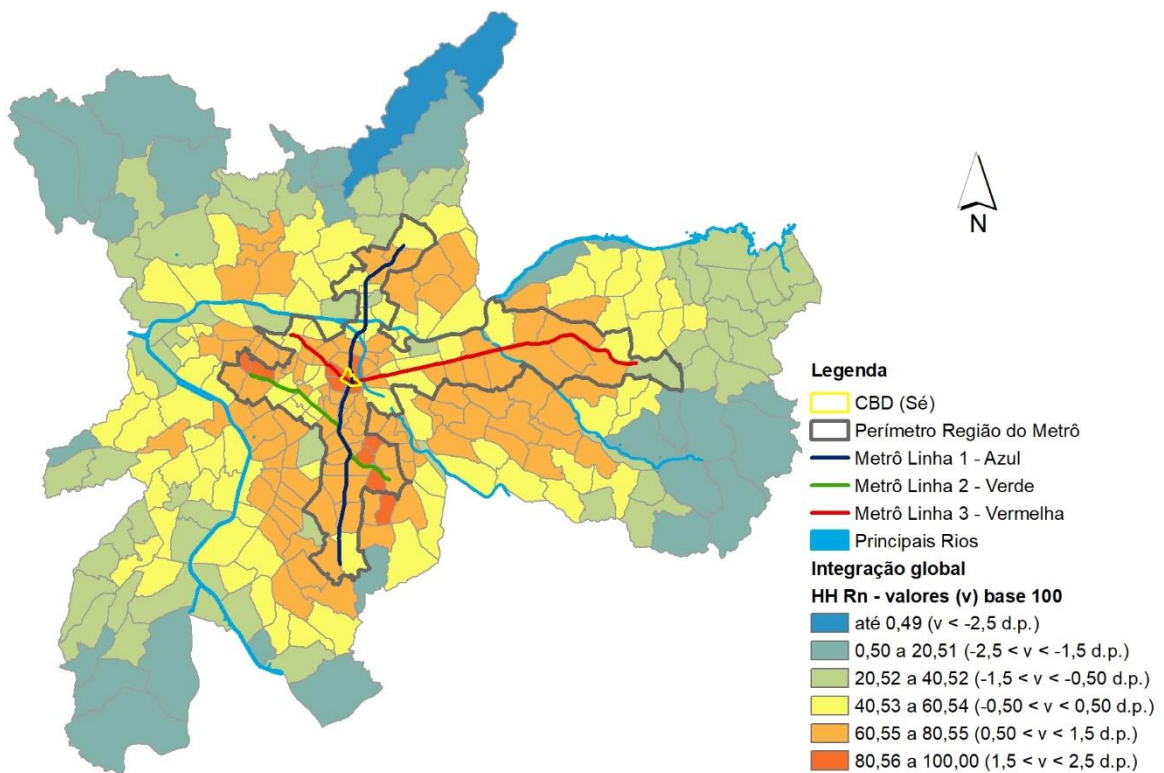 N
Legenda
CBD (Sé)
Perímetro Região do Metrô
Metrô Linha 1 - Azul
Metrô Linha 2 - Verde
Metrô Linha 3 - Vermelha
Principais Rios
Integração global
HH Rn - valores (v) base 100
até 0,49 (v < -2,5 d.p.)
0,50 a 20,51 (-2,5 < v < -1,5 d.p.)
20,52 a 40,52 (-1,5 < v < -0,50 d.p.)
40,53 a 60,54 (-0,50 < v < 0,50 d.p.)
60,55 a 80,55 (0,50 < v < 1,5 d.p.)
80,56 a 100,00 (1,5 < v < 2,5 d.p.)